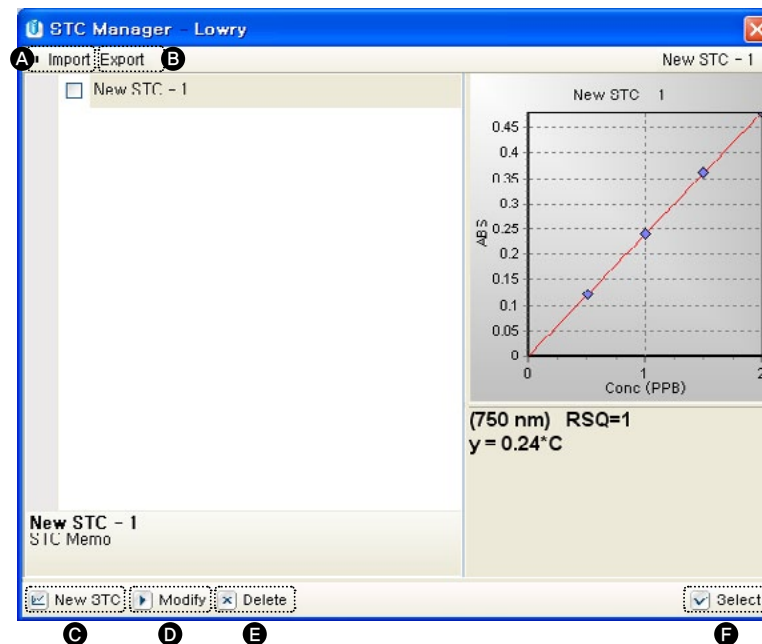 STC Manager - Lowry
A Import Export B New STC - 1
New STC - 1
New STC 1
0.45
0.4
0.35
0.3
0.25
0.2
0.15
0.1
0.05
0
ABS
0 1 2
Conc (PPB)
(750 nm) RSQ=1
y = 0.24*C
New STC - 1
STC Memo
New STC Modify Delete Select
C D E F